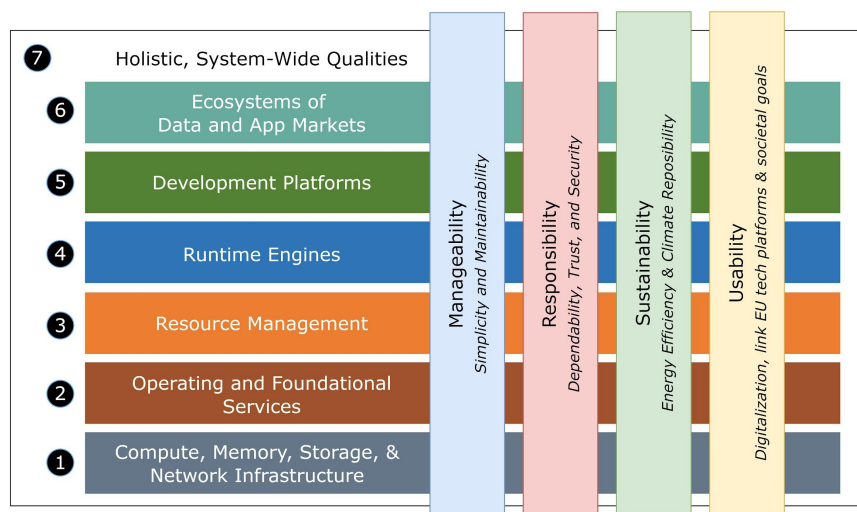 7
Holistic, System-Wide Qualities
6
Ecosystems of
Data and App Markets
5
Development Platforms
4
Runtime Engines
3
Resource Management
2
Operating and Foundational
Services
1
Compute, Memory, Storage, &
Network Infrastructure
Manageability
Simplicity and Maintainability
Responsibility
Dependability, Trust, and Security
Sustainability
Energy Efficiency & Climate Reposibility
Usability
Digitalization, link EU tech platforms & societal goals